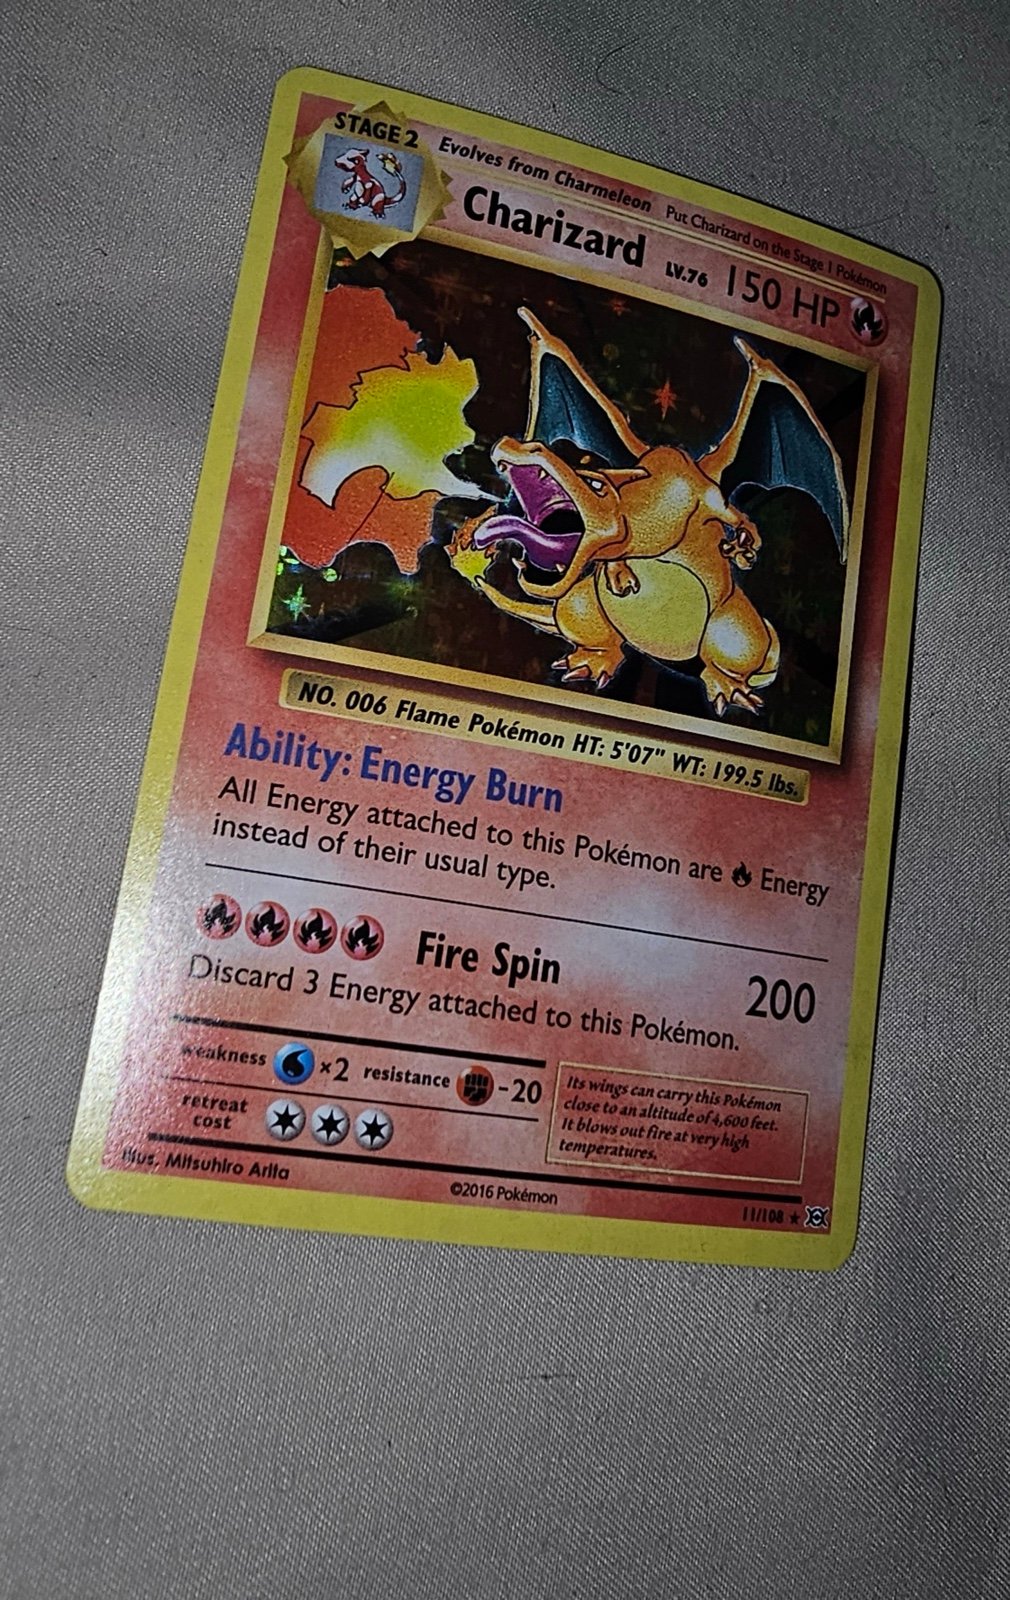 STAGE 2
Evolves from Charmeleon
Put Charizard on the Stage 1 Pokémon
Charizard LV.76 150 HP
NO. 006 Flame Pokémon HT: 5'07" WT: 199.5 lbs.
Ability: Energy Burn
All Energy attached to this Pokémon are Energy
instead of their usual type.
Fire Spin 200
Discard 3 Energy attached to this Pokémon.
weakness ×2 resistance -20
retreat
cost
Its wings can carry this Pokémon
close to an altitude of 4,600 feet.
It blows out fire at very high
temperatures.
Illus. Mitsuhiro Arita
©2016 Pokémon
11/108 ★